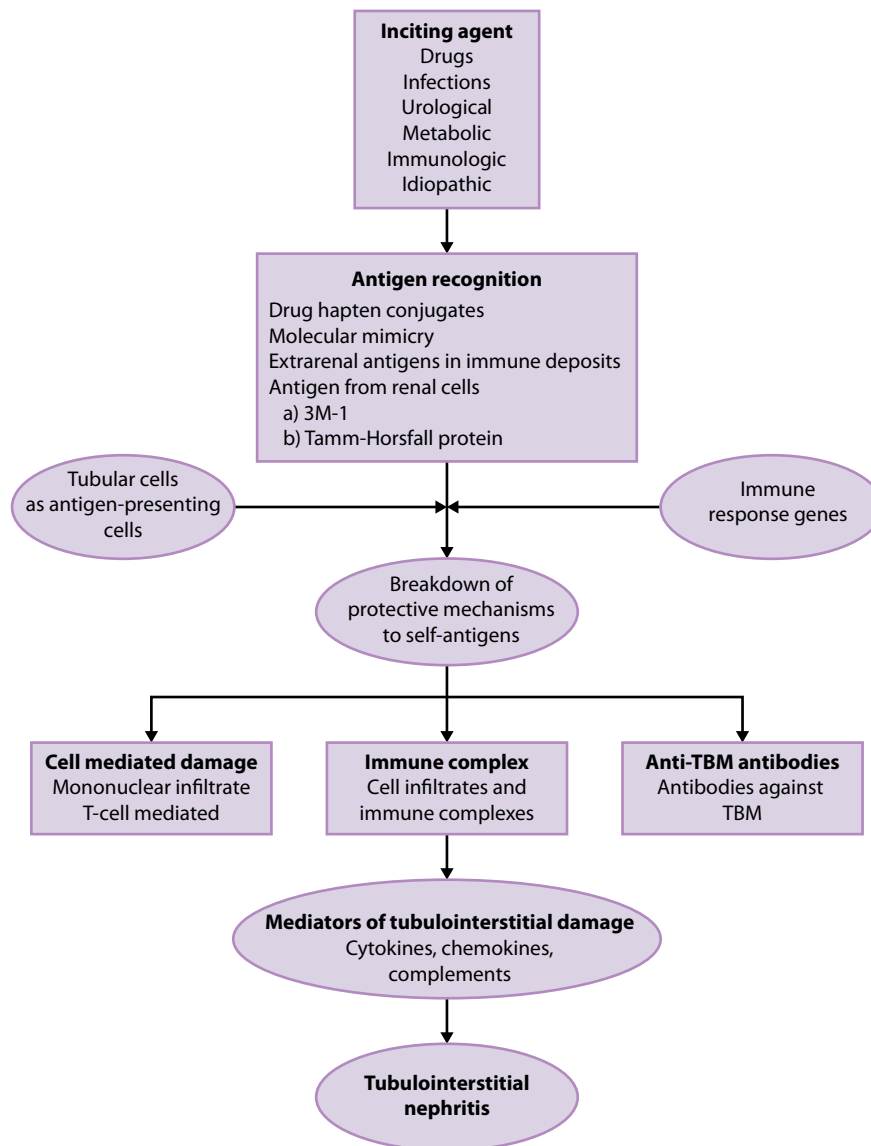 Inciting agent
Drugs
Infections
Urological
Metabolic
Immunologic
Idiopathic
Antigen recognition
Drug hapten conjugates
Molecular mimicry
Extrarenal antigens in immune deposits
Antigen from renal cells
a) 3M-1
b) Tamm-Horsfall protein
Tubular cells
as antigen-presenting
cells
Immune
response genes
Breakdown of
protective mechanisms
to self-antigens
Cell mediated damage
Mononuclear infiltrate
T-cell mediated
Immune complex
Cell infiltrates and
immune complexes
Anti-TBM antibodies
Antibodies against
TBM
Mediators of tubulointerstitial damage
Cytokines, chemokines,
complements
Tubulointerstitial
nephritis